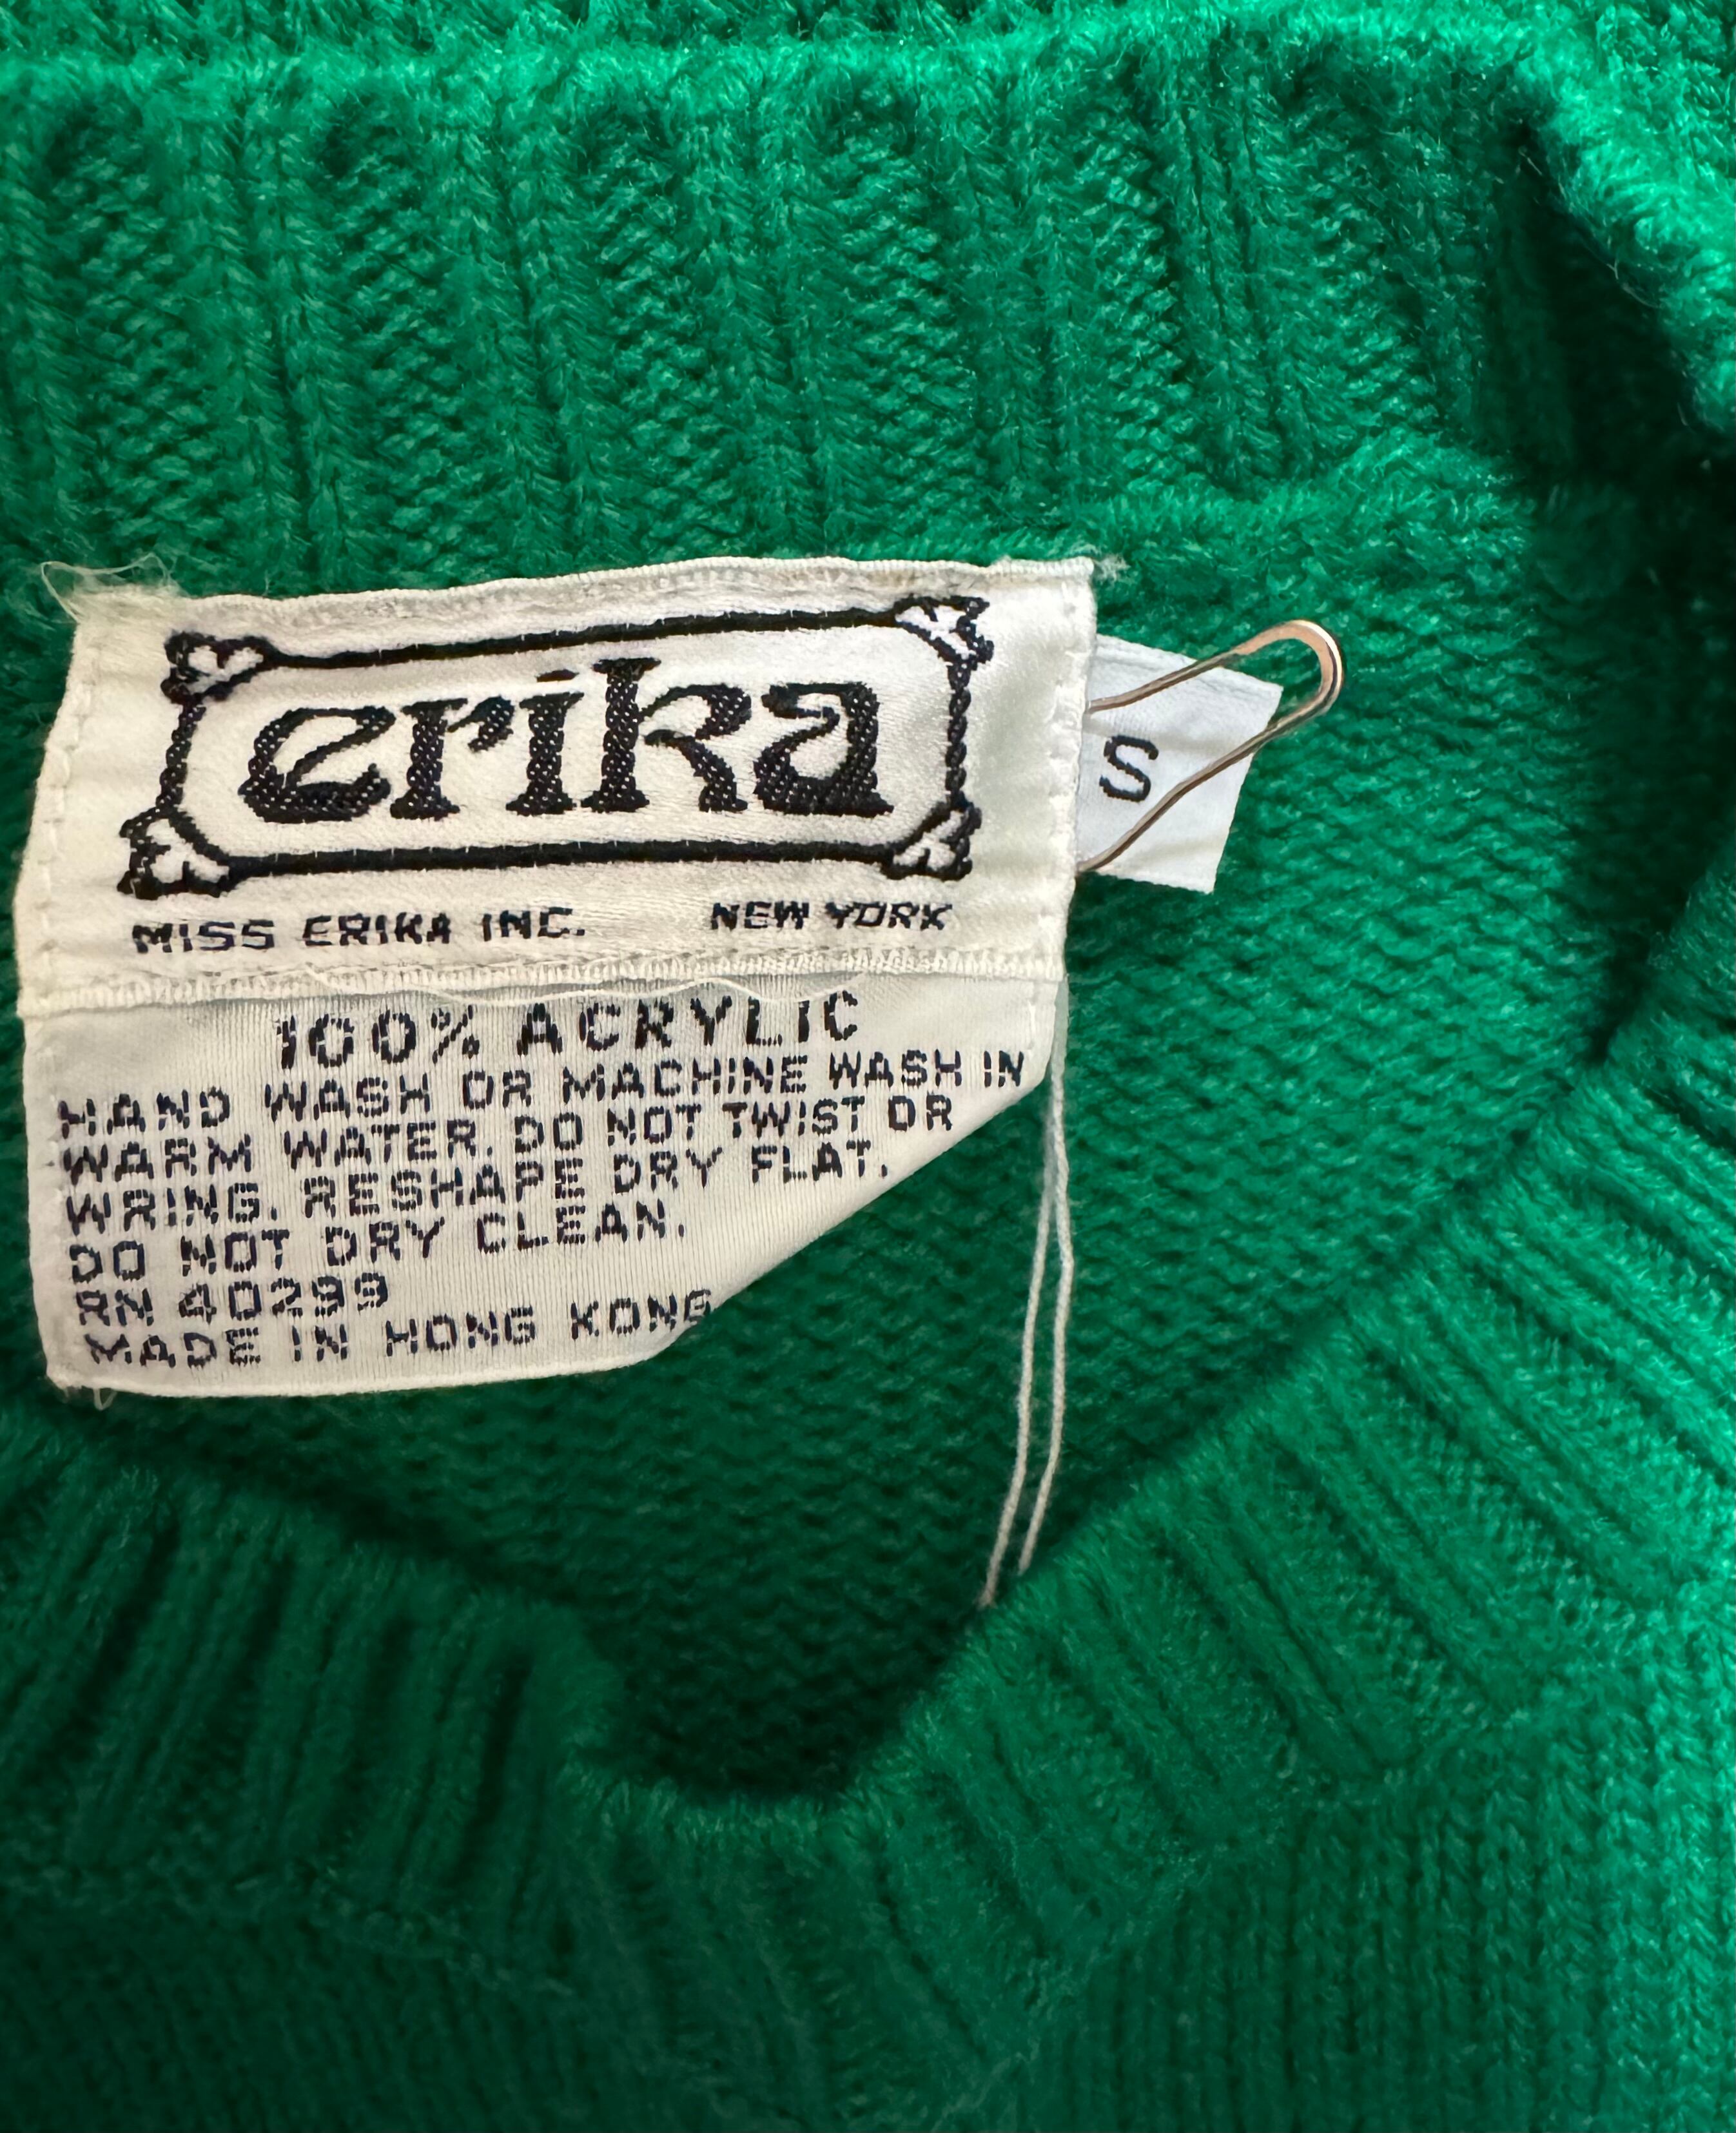 erika
S
MISS ERIKA INC. NEW YORK
100% ACRYLIC
HAND WASH OR MACHINE WASH IN
WARM WATER. DO NOT TWIST OR
WRING. RESHAPE DRY FLAT.
DO NOT DRY CLEAN.
RN 40299
MADE IN HONG KONG